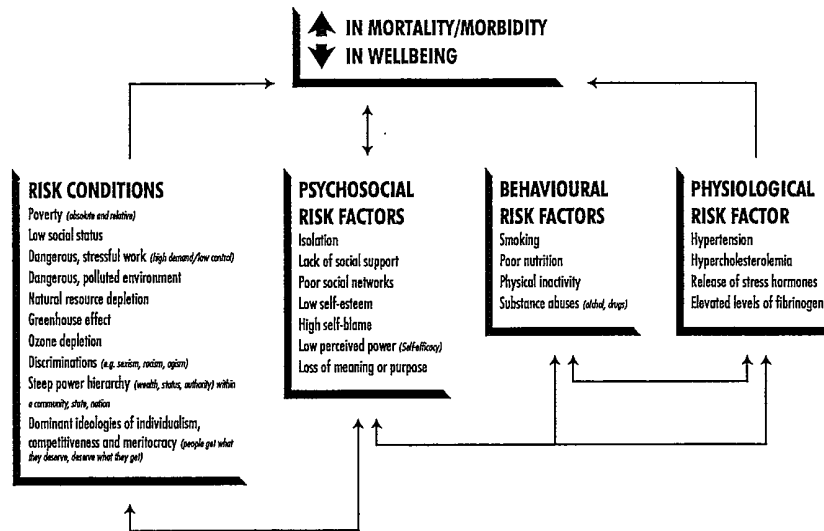 IN MORTALITY/MORBIDITY
IN WELLBEING
RISK CONDITIONS
Poverty (absolute and relative)
Low social status
Dangerous, stressful work (high demand/low control)
Dangerous, polluted environment
Natural resource depletion
Greenhouse effect
Ozone depletion
Discriminations (e.g. sexism, racism, agism)
Steep power hierarchy (wealth, status, authority) within
a community, state, nation
Dominant ideologies of individualism,
competitiveness and meritocracy (people get what
they deserve, deserve what they get)
PSYCHOSOCIAL
RISK FACTORS
Isolation
Lack of social support
Poor social networks
Low self-esteem
High self-blame
Low perceived power (Self-efficacy)
Loss of meaning or purpose
BEHAVIOURAL
RISK FACTORS
Smoking
Poor nutrition
Physical inactivity
Substance abuses (alchol, drugs)
PHYSIOLOGICAL
RISK FACTOR
Hypertension
Hypercholesterolemia
Release of stress hormones
Elevated levels of fibrinogen